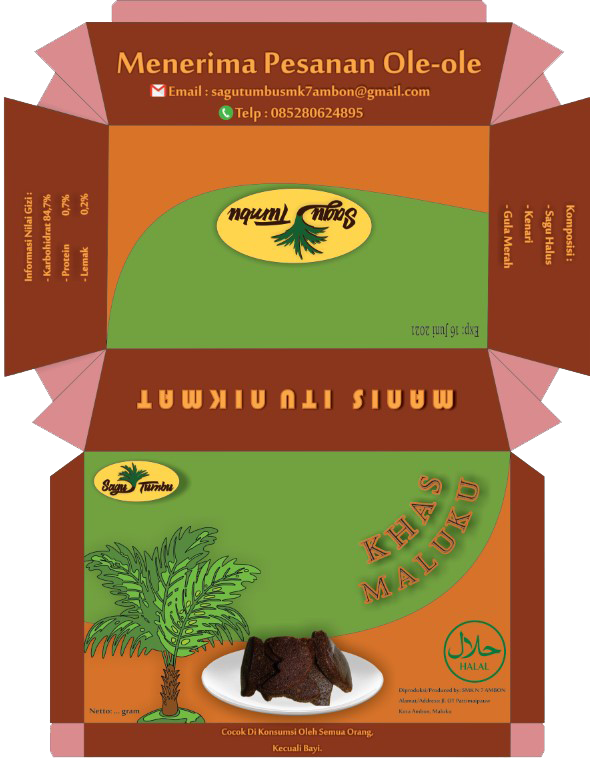 Menerima Pesanan Ole-ole
Email : sagutumbusmk7ambon@gmail.com
Telp : 085280624895
Informasi Nilai Gizi :
- Karbohidrat 84,7%
- Protein 0,7%
- Lemak 0,2%
Sagu Tumbu
Exp: 16 Juni 2021
Komposisi :
- Sagu Halus
- Kenari
- Gula Merah
MANIS ITU NIKMAT
Sagu Tumbu
KHAS
MALUKU
حلال
HALAL
Diproduksi/Produced by: SMK N 7 AMBON
Alamat/Address: Jl.
Kota Ambon, Maluku
Netto: ... gram
Cocok Di Konsumsi Oleh Semua Orang,
Kecuali Bayi.